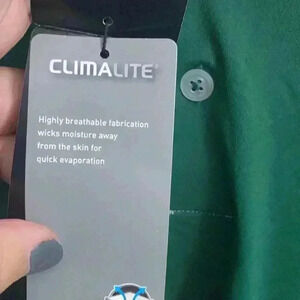 CLIMALITE®
Highly breathable fabrication
wicks moisture away
from the skin for
quick evaporation